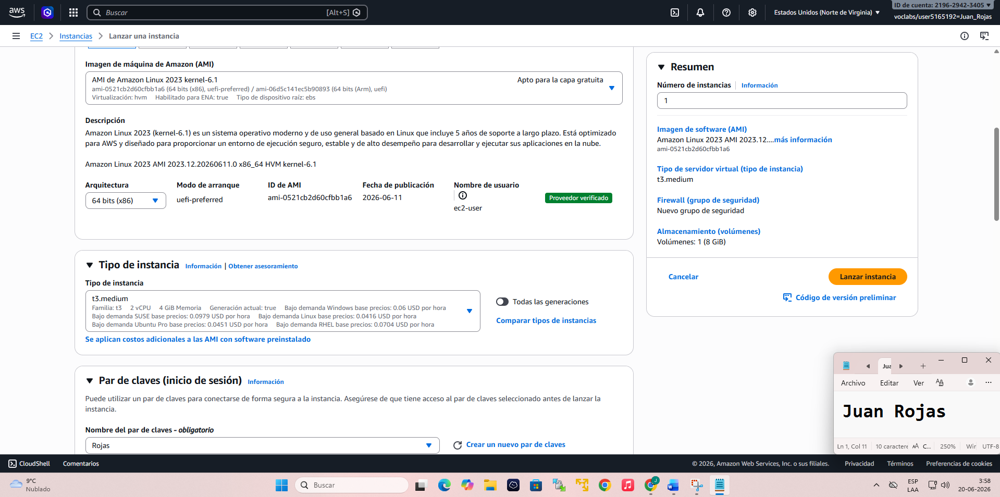 aws
Buscar
[Alt+S]
Estados Unidos (Norte de Virginia)
ID de cuenta: 2196-2942-3405
voclabs/user5165192=Juan_Rojas
EC2
Instancias
Lanzar una instancia
Imagen de máquina de Amazon (AMI)
AMI de Amazon Linux 2023 kernel-6.1
Apto para la capa gratuita
ami-0521cb2d60cfbb1a6 (64 bits (x86), uefi-preferred) / ami-06d5c141ec5b90893 (64 bits (Arm), uefi)
Virtualización: hvm Habilitado para ENA: true Tipo de dispositivo raíz: ebs
Descripción
Amazon Linux 2023 (kernel-6.1) es un sistema operativo moderno y de uso general basado en Linux que incluye 5 años de soporte a largo plazo. Está optimizado
para AWS y diseñado para proporcionar un entorno de ejecución seguro, estable y de alto desempeño para desarrollar y ejecutar sus aplicaciones en la nube.
Amazon Linux 2023 AMI 2023.12.20260611.0 x86_64 HVM kernel-6.1
Arquitectura
64 bits (x86)
Modo de arranque
uefi-preferred
ID de AMI
ami-0521cb2d60cfbb1a6
Fecha de publicación
2026-06-11
Nombre de usuario
ec2-user
Proveedor verificado
Tipo de instancia
Información | Obtener asesoramiento
Tipo de instancia
t3.medium
Familia: t3 2 vCPU 4 GiB Memoria Generación actual: true Bajo demanda Windows base precios: 0.06 USD por hora
Bajo demanda SUSE base precios: 0.0979 USD por hora Bajo demanda Linux base precios: 0.0416 USD por hora
Bajo demanda Ubuntu Pro base precios: 0.0451 USD por hora Bajo demanda RHEL base precios: 0.0704 USD por hora
Se aplican costos adicionales a las AMI con software preinstalado
Todas las generaciones
Comparar tipos de instancias
Par de claves (inicio de sesión)
Información
Puede utilizar un par de claves para conectarse de forma segura a la instancia. Asegúrese de que tiene acceso al par de claves seleccionado antes de lanzar la
instancia.
Nombre del par de claves - obligatorio
Rojas
Crear un nuevo par de claves
Resumen
Número de instancias
Información
1
Imagen de software (AMI)
Amazon Linux 2023 AMI 2023.12....más información
ami-0521cb2d60cfbb1a6
Tipo de servidor virtual (tipo de instancia)
t3.medium
Firewall (grupo de seguridad)
Nuevo grupo de seguridad
Almacenamiento (volúmenes)
Volúmenes: 1 (8 GiB)
Cancelar
Lanzar instancia
Código de versión preliminar
Jua
Archivo Editar Ver
Juan Rojas
Ln 1, Col 11
10 caractere
C...
250%
Wir
UTF-8
CloudShell
Comentarios
© 2026, Amazon Web Services, Inc. o sus filiales.
Privacidad
Términos
Preferencias de cookies
9°C
Nublado
Buscar
ESP
LAA
3:58
20-06-2026